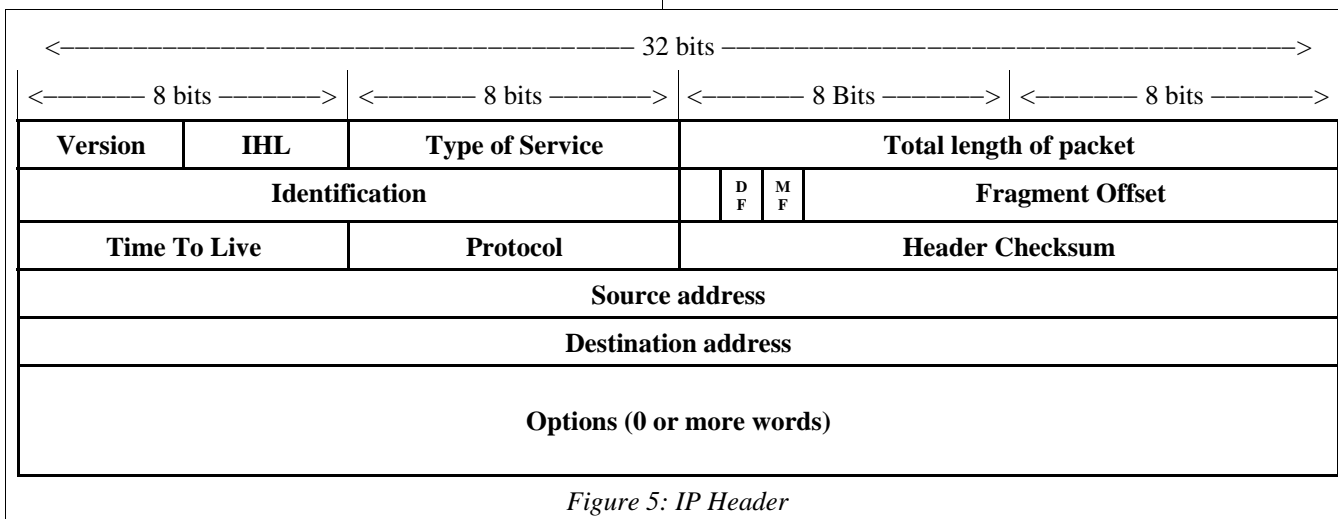 <––––––– 32 bits –––––––>
<––––––– 8 bits –––––––> <––––––– 8 bits –––––––> <––––––– 8 Bits –––––––> <––––––– 8 bits –––––––>
Version IHL Type of Service Total length of packet
Identification DF MF Fragment Offset
Time To Live Protocol Header Checksum
Source address
Destination address
Options (0 or more words)
Figure 5: IP Header